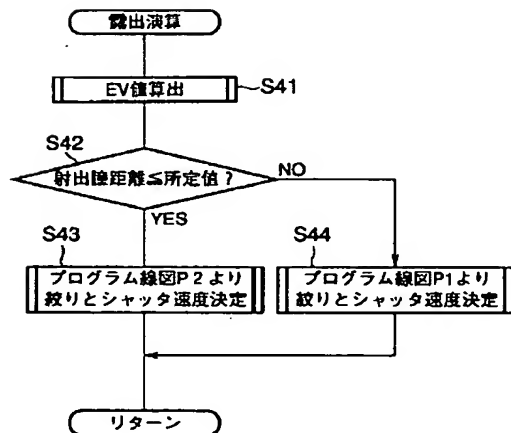 露出演算
EV値算出
S41
S42
射出瞳距離≦所定値?
NO
YES
S43
S44
プログラム線図P2より
絞りとシャッタ速度決定
プログラム線図P1より
絞りとシャッタ速度決定
リターン